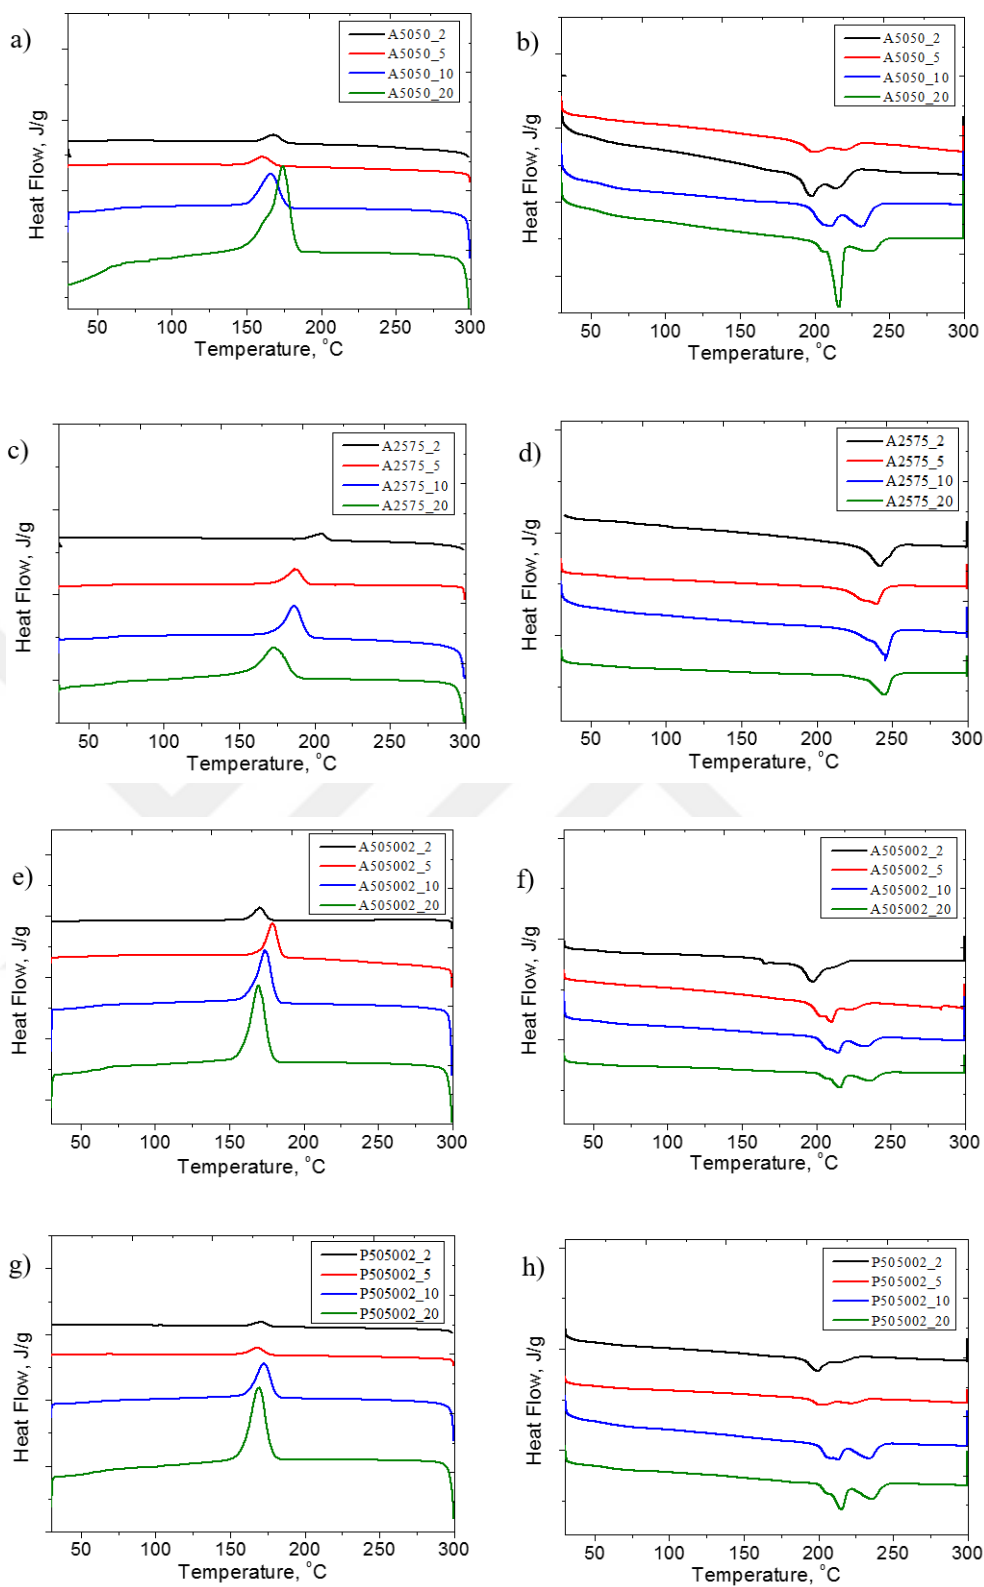 a)
A5050_2
A5050_5
A5050_10
A5050_20
Heat Flow, J/g
50 100 150 200 250 300
Temperature, °C
b)
A5050_2
A5050_5
A5050_10
A5050_20
Heat Flow, J/g
50 100 150 200 250 300
Temperature, °C
c)
A2575_2
A2575_5
A2575_10
A2575_20
Heat Flow, J/g
50 100 150 200 250 300
Temperature, °C
d)
A2575_2
A2575_5
A2575_10
A2575_20
Heat Flow, J/g
50 100 150 200 250 300
Temperature, °C
e)
A505002_2
A505002_5
A505002_10
A505002_20
Heat Flow, J/g
50 100 150 200 250 300
Temperature, °C
f)
A505002_2
A505002_5
A505002_10
A505002_20
Heat Flow, J/g
50 100 150 200 250 300
Temperature, °C
g)
P505002_2
P505002_5
P505002_10
P505002_20
Heat Flow, J/g
50 100 150 200 250 300
Temperature, °C
h)
P505002_2
P505002_5
P505002_10
P505002_20
Heat Flow, J/g
50 100 150 200 250 300
Temperature, °C